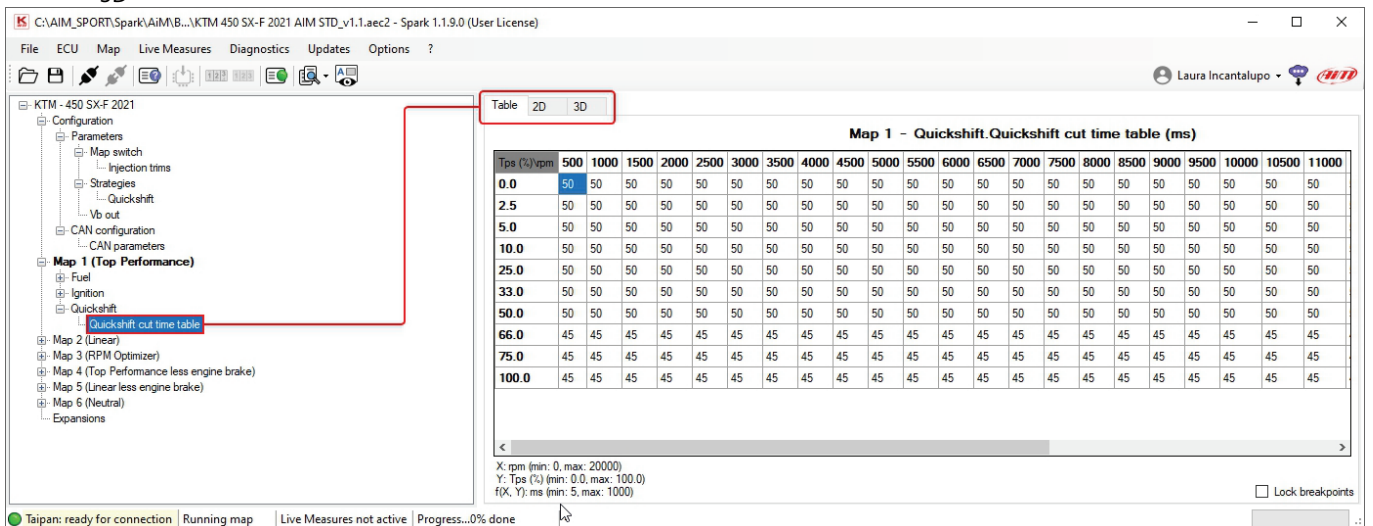 3D
C:\AIM_SPORT\Spark\AiM\B...\KTM 450 SX-F 2021 AIM STD_v1.1.aec2 - Spark 1.1.9.0 (User License)
File ECU Map Live Measures Diagnostics Updates Options ?
Laura Incantalupo
KTM - 450 SX-F 2021
Configuration
Parameters
Map switch
Injection trims
Strategies
Quickshift
Vb out
CAN configuration
CAN parameters
Map 1 (Top Performance)
Fuel
Ignition
Quickshift
Quickshift cut time table
Map 2 (Linear)
Map 3 (RPM Optimizer)
Map 4 (Top Performance less engine brake)
Map 5 (Linear less engine brake)
Map 6 (Neutral)
Expansions
Table 2D 3D
Map 1 - Quickshift.Quickshift cut time table (ms)
Tps (%)\rpm 500 1000 1500 2000 2500 3000 3500 4000 4500 5000 5500 6000 6500 7000 7500 8000 8500 9000 9500 10000 10500 11000
0.0 50 50 50 50 50 50 50 50 50 50 50 50 50 50 50 50 50 50 50 50 50 50
2.5 50 50 50 50 50 50 50 50 50 50 50 50 50 50 50 50 50 50 50 50 50 50
5.0 50 50 50 50 50 50 50 50 50 50 50 50 50 50 50 50 50 50 50 50 50 50
10.0 50 50 50 50 50 50 50 50 50 50 50 50 50 50 50 50 50 50 50 50 50 50
25.0 50 50 50 50 50 50 50 50 50 50 50 50 50 50 50 50 50 50 50 50 50 50
33.0 50 50 50 50 50 50 50 50 50 50 50 50 50 50 50 50 50 50 50 50 50 50
50.0 50 50 50 50 50 50 50 50 50 50 50 50 50 50 50 50 50 50 50 50 50 50
66.0 45 45 45 45 45 45 45 45 45 45 45 45 45 45 45 45 45 45 45 45 45 45
75.0 45 45 45 45 45 45 45 45 45 45 45 45 45 45 45 45 45 45 45 45 45 45
100.0 45 45 45 45 45 45 45 45 45 45 45 45 45 45 45 45 45 45 45 45 45 45
X: rpm (min: 0, max: 20000)
Y: Tps (%) (min: 0.0, max: 100.0)
f(X, Y): ms (min: 5, max: 1000)
Lock breakpoints
Taipan: ready for connection Running map Live Measures not active Progress...0% done